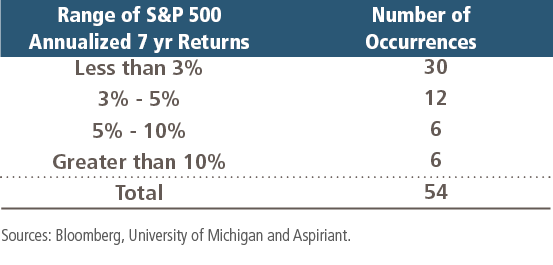 Range of S&P 500 Number of
Annualized 7 yr Returns Occurrences
Less than 3% 30
3% - 5% 12
5% - 10% 6
Greater than 10% 6
Total 54
Sources: Bloomberg, University of Michigan and Aspiriant.